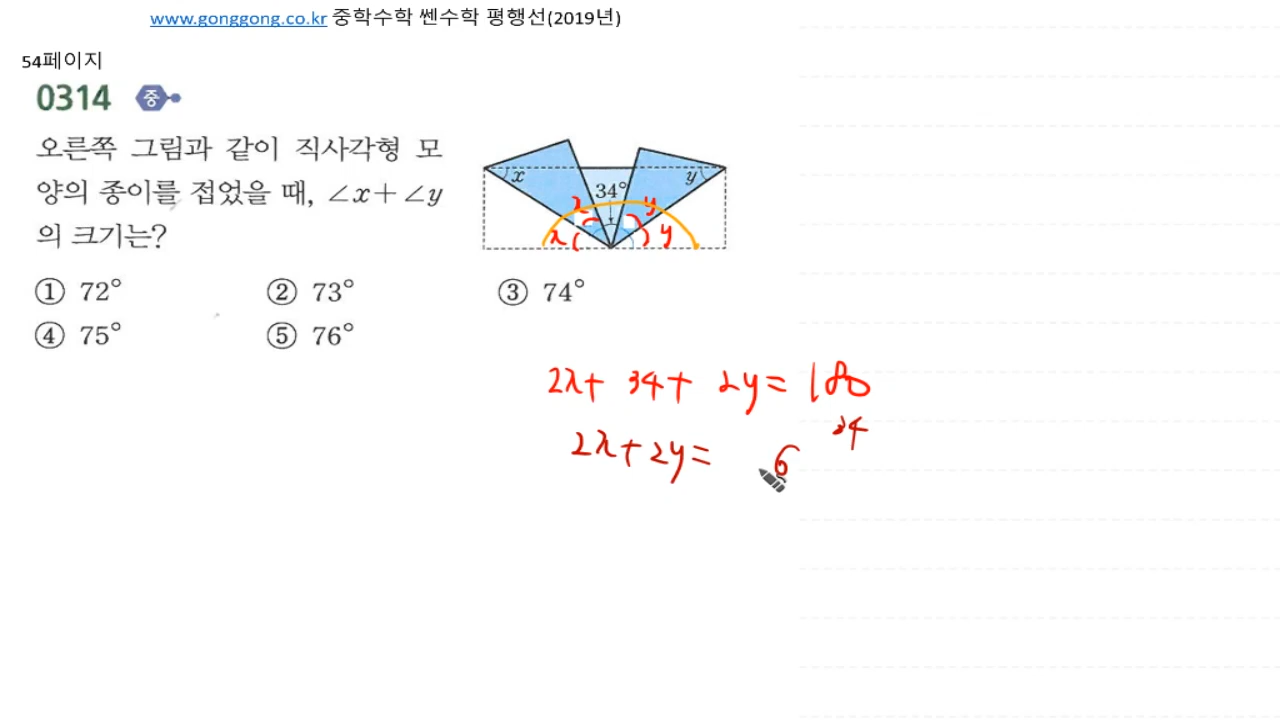 www.gonggong.co.kr 중학수학 쎈수학 평행선(2019년)
54페이지
0314 중
오른쪽 그림과 같이 직사각형 모
양의 종이를 접었을 때, ∠x+∠y
의 크기는?
x 34° y
x y
x y
① 72° ② 73° ③ 74°
④ 75° ⑤ 76°
2x+ 34+ 2y= 180
34
2x+2y= 6